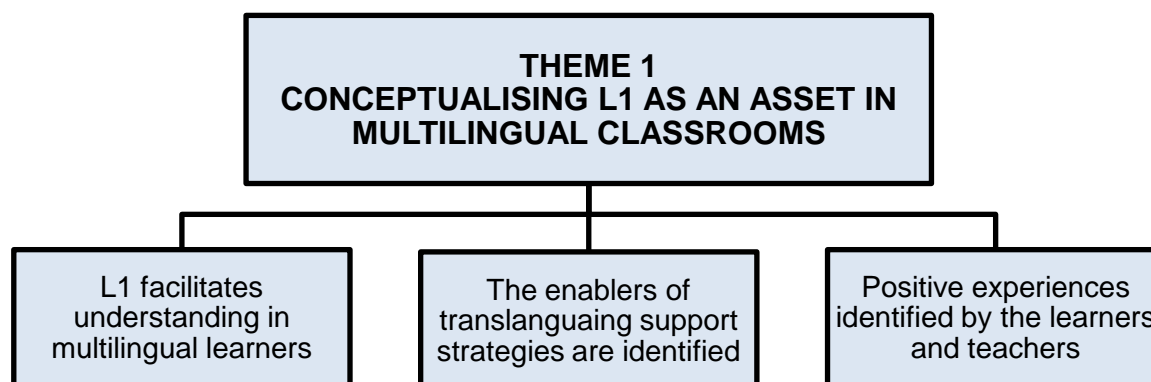 THEME 1
CONCEPTUALISING L1 AS AN ASSET IN
MULTILINGUAL CLASSROOMS
L1 facilitates
understanding in
multilingual learners
The enablers of
translanguaing support
strategies are identified
Positive experiences
identified by the learners
and teachers